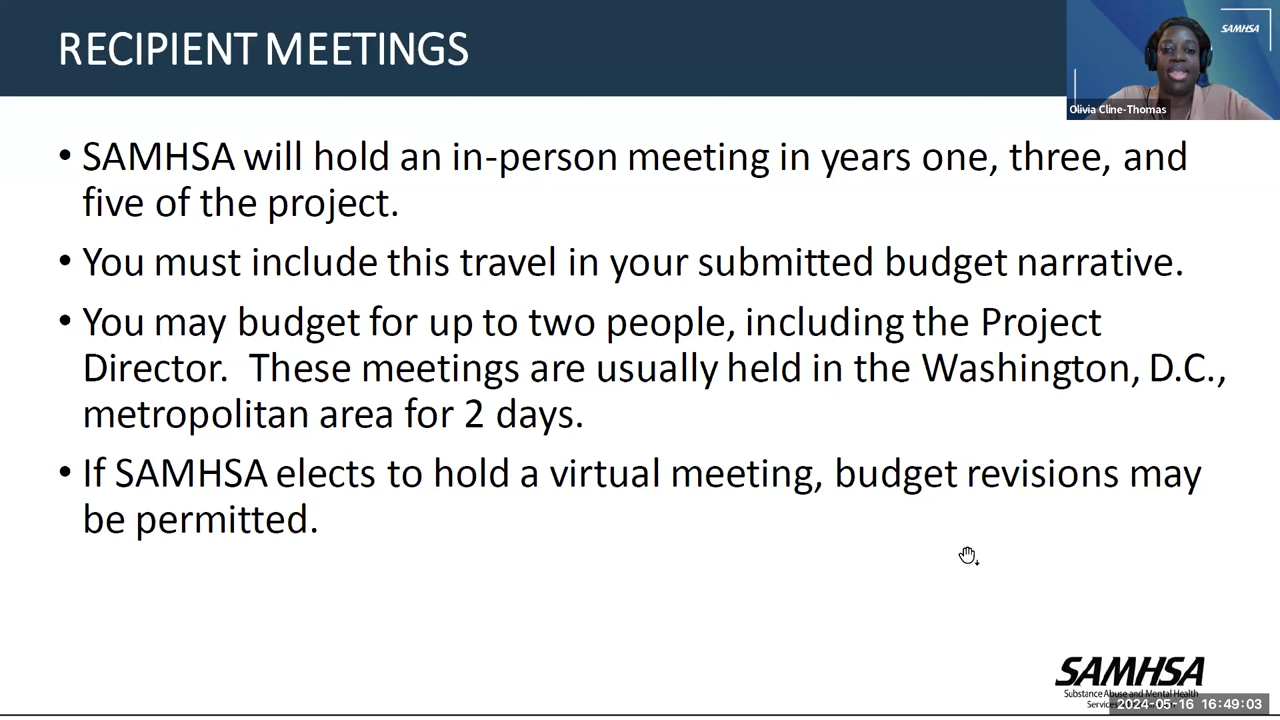 RECIPIENT MEETINGS
SAMHSA
Olivia Cline-Thomas
• SAMHSA will hold an in-person meeting in years one, three, and
five of the project.
• You must include this travel in your submitted budget narrative.
• You may budget for up to two people, including the Project
Director.  These meetings are usually held in the Washington, D.C.,
metropolitan area for 2 days.
• If SAMHSA elects to hold a virtual meeting, budget revisions may
be permitted.
SAMHSA
Substance Abuse and Mental Health
2024-05-16 16:49:03